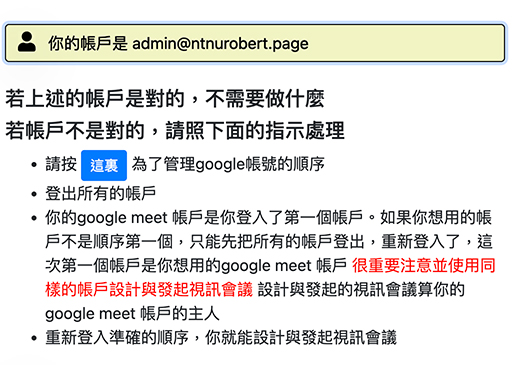 你的帳戶是 admin@ntnurobert.page
若上述的帳戶是對的，不需要做什麼
若帳戶不是對的，請照下面的指示處理
• 請按 這裏 為了管理google帳號的順序
• 登出所有的帳戶
• 你的google meet 帳戶是你登入了第一個帳戶。如果你想用的帳
戶不是順序第一個，只能先把所有的帳戶登出，重新登入了，這
次第一個帳戶是你想用的google meet 帳戶 很重要注意並使用同
樣的帳戶設計與發起視訊會議 設計與發起的視訊會議算你的
google meet 帳戶的主人
• 重新登入準確的順序，你就能設計與發起視訊會議